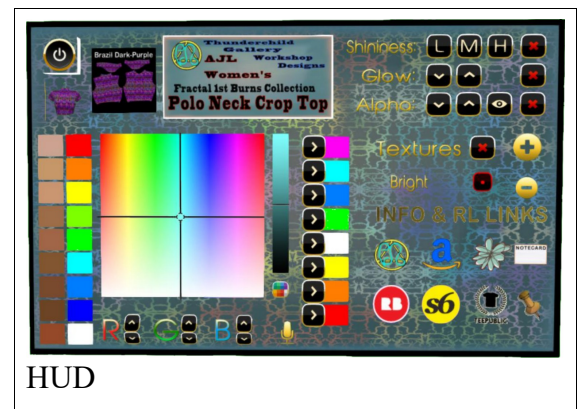 Brazil Dark-Purple
Thunderchild
Gallery
AJL Workshop
Designs
Women's
Fractal 1st Burns Collection
Polo Neck Crop Top
Shininess: L M H
Glow:
Alpha:
Textures
Bright
INFO & RL LINKS
a
NOTECARD
RB
s6
TEEPUBLIC
R G B
HUD